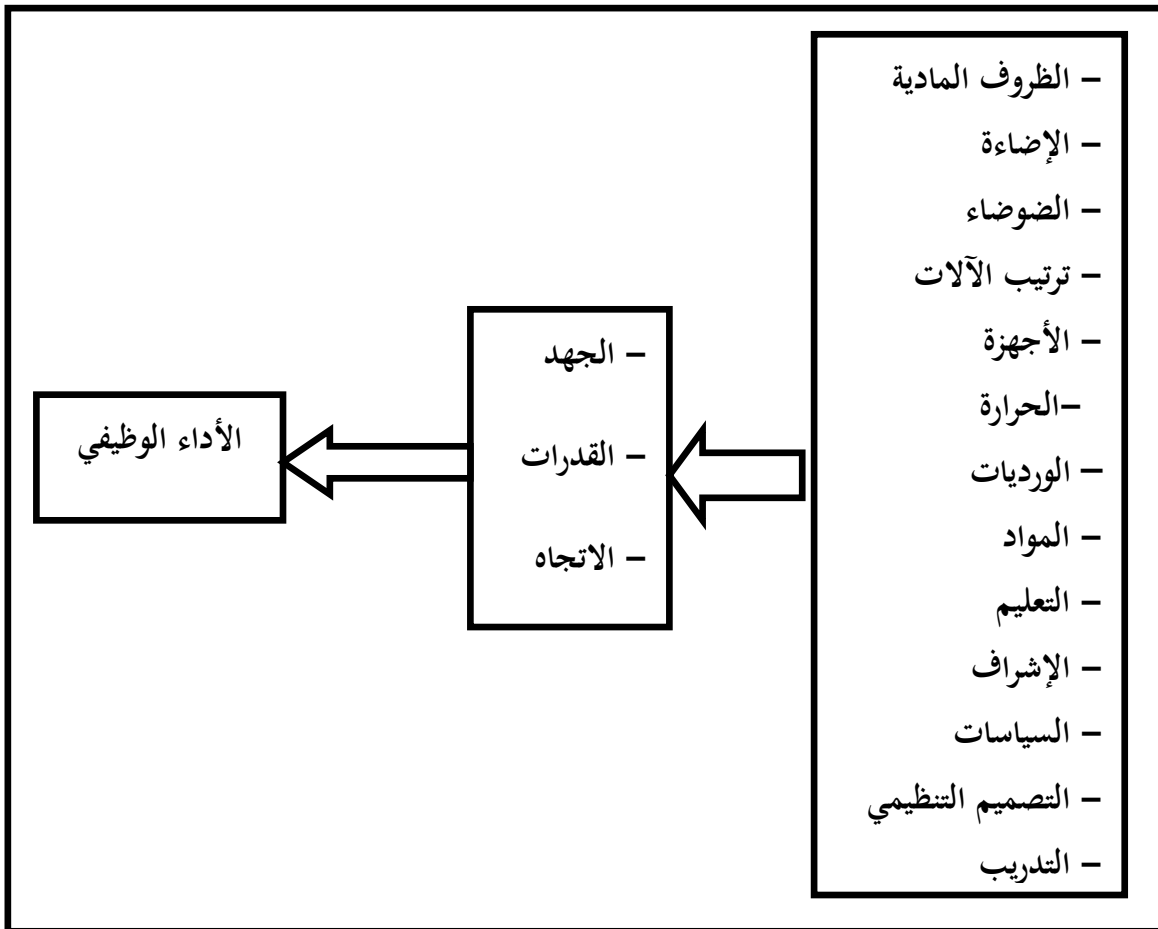 – الظروف المادية
– الإضاءة
– الضوضاء
– ترتيب الآلات
– الأجهزة
–الحرارة
– الورديات
– المواد
– التعليم
– الإشراف
– السياسات
– التصميم التنظيمي
– التدريب
– الجهد
– القدرات
– الاتجاه
الأداء الوظيفي